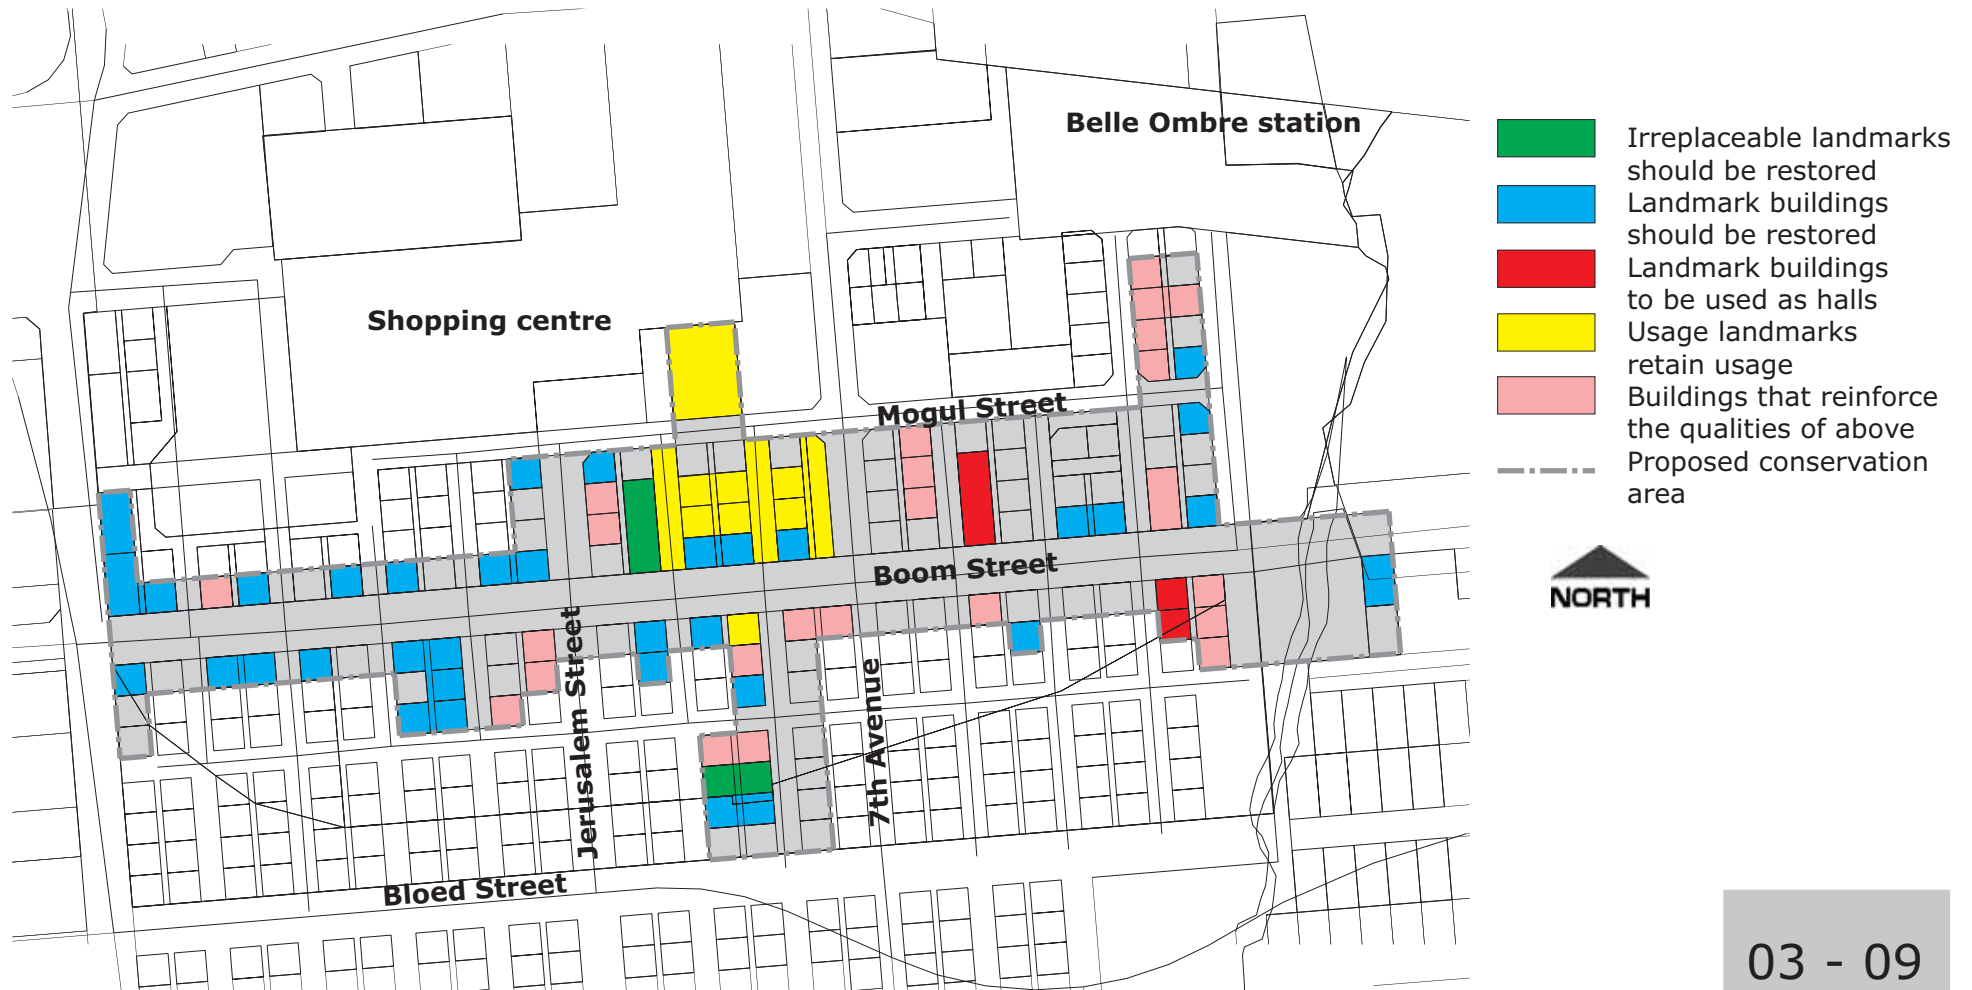 Belle Ombre station
Shopping centre
Mogul Street
Boom Street
Jerusalem Street
7th Avenue
Bloed Street
Irreplaceable landmarks
should be restored
Landmark buildings
should be restored
Landmark buildings
to be used as halls
Usage landmarks
retain usage
Buildings that reinforce
the qualities of above
Proposed conservation
area
NORTH
03 - 09